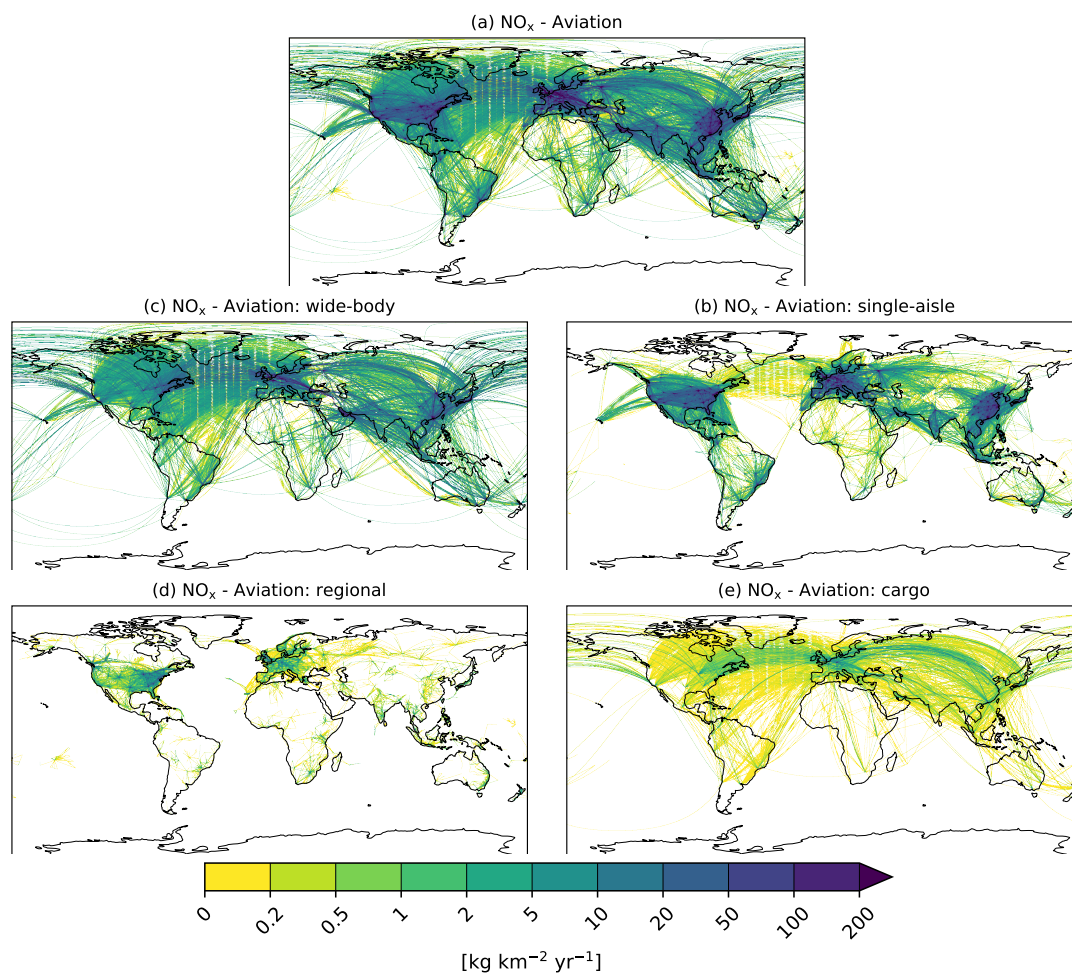 (a) NOₓ - Aviation
(c) NOₓ - Aviation: wide-body
(b) NOₓ - Aviation: single-aisle
(d) NOₓ - Aviation: regional
(e) NOₓ - Aviation: cargo
0 0.2 0.5 1 2 5 10 20 50 100 200
[kg km⁻² yr⁻¹]